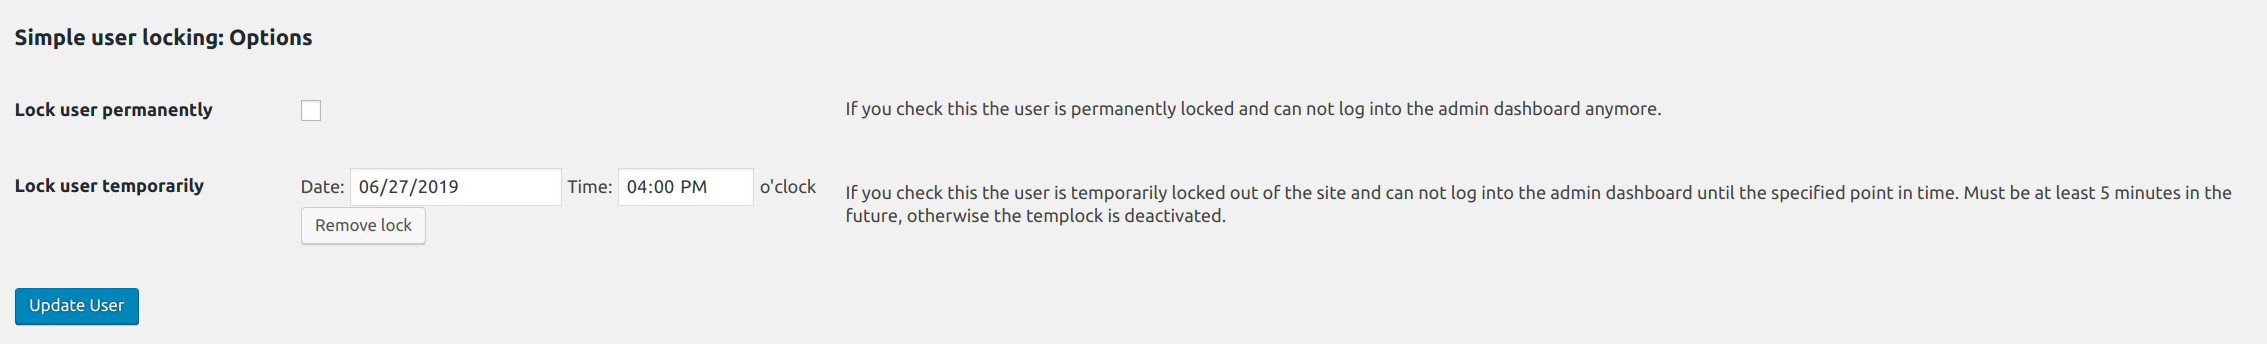 Simple user locking: Options
Lock user permanently
If you check this the user is permanently locked and can not log into the admin dashboard anymore.
Lock user temporarily
Date: 06/27/2019 Time: 04:00 PM o'clock
Remove lock
If you check this the user is temporarily locked out of the site and can not log into the admin dashboard until the specified point in time. Must be at least 5 minutes in the
future, otherwise the templock is deactivated.
Update User